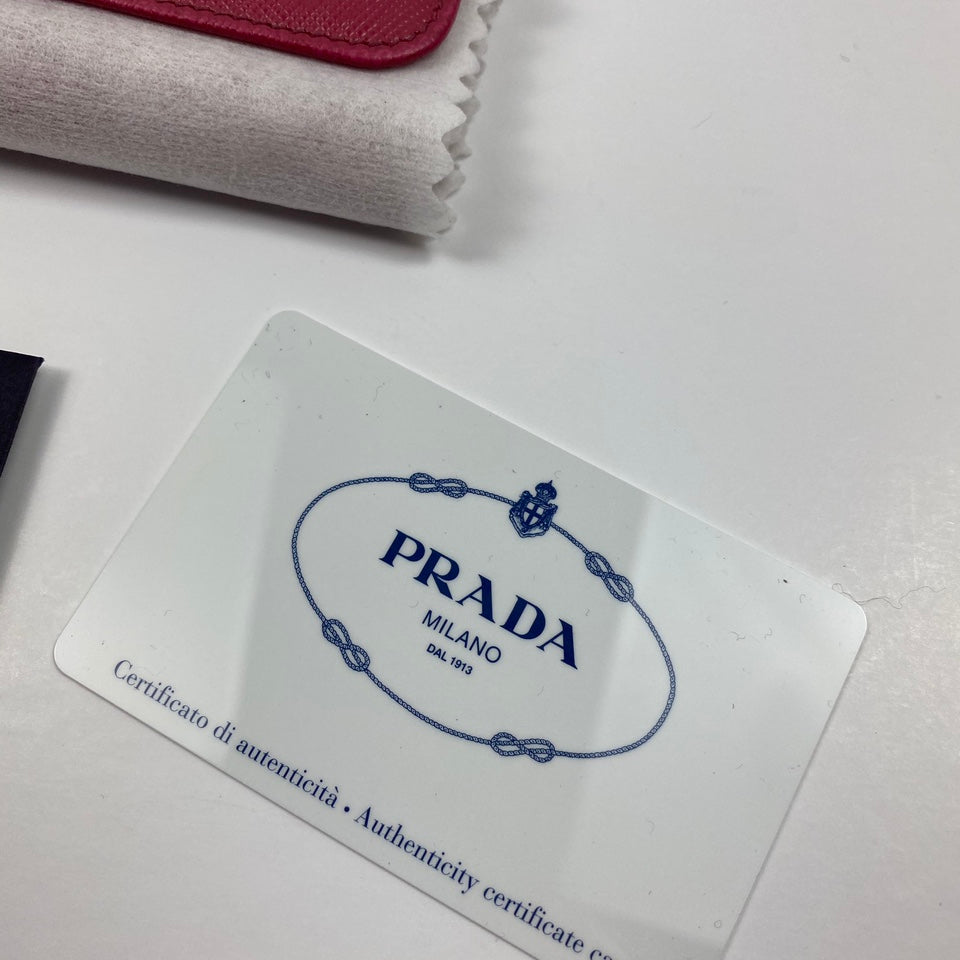 PRADA
MILANO
DAL 1913
Certificato di autenticità • Authenticity certificate